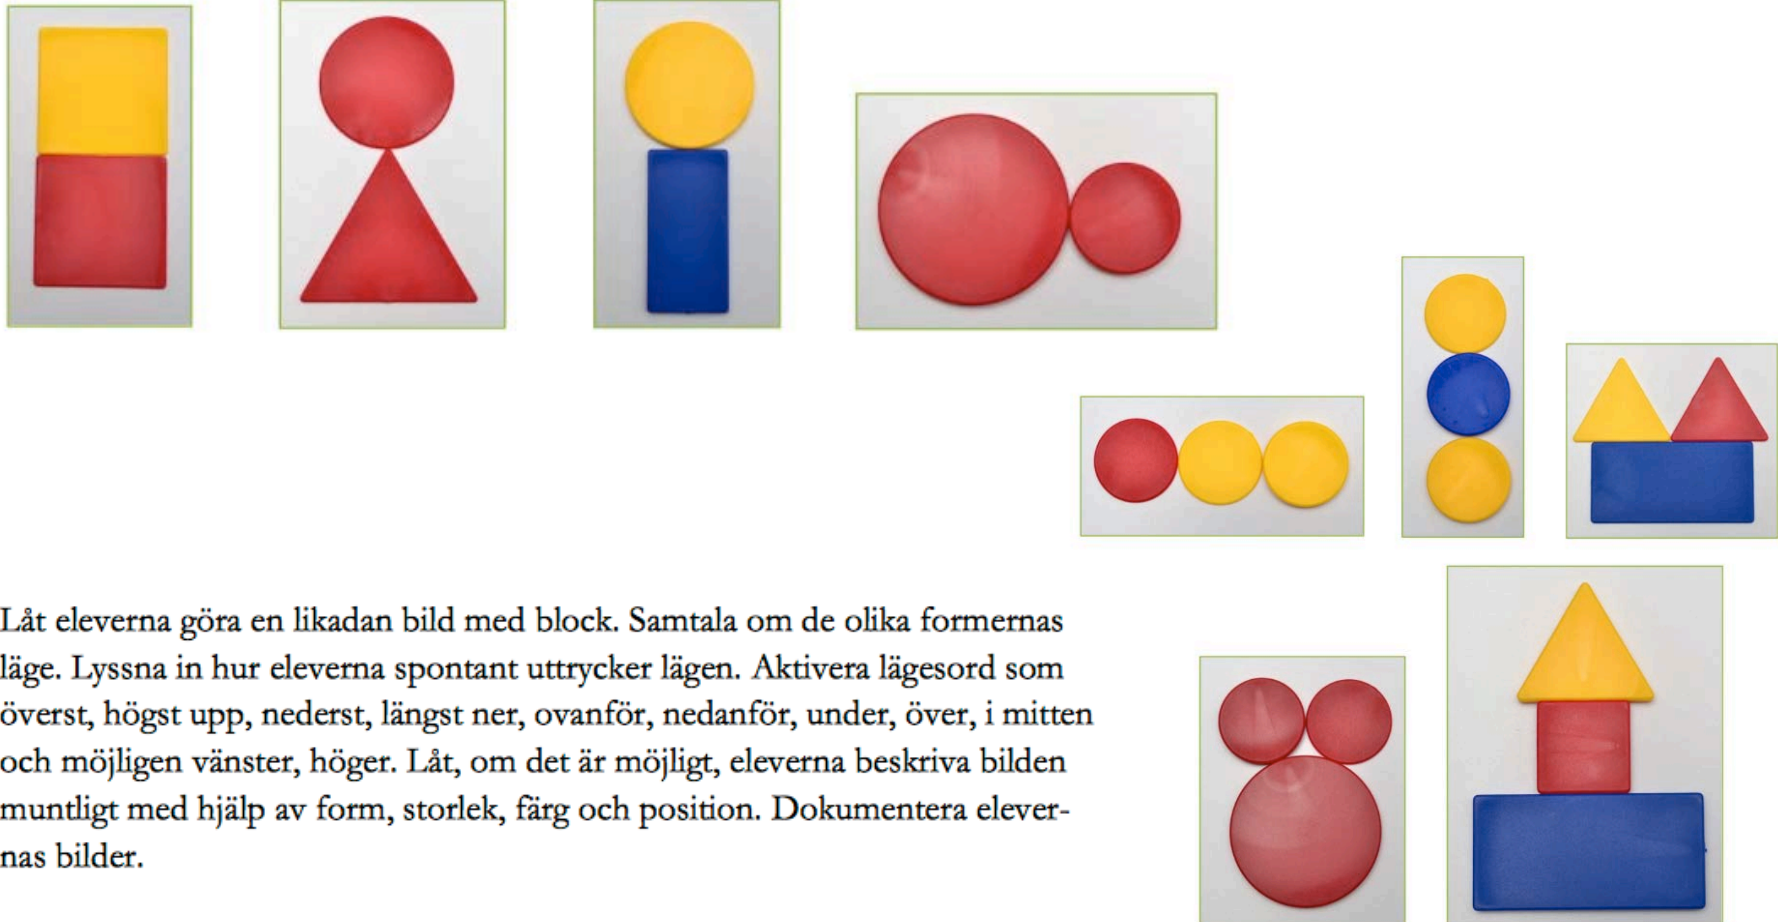 Låt eleverna göra en likadan bild med block. Samtala om de olika formernas
läge. Lyssna in hur eleverna spontant uttrycker lägen. Aktivera lägesord som
överst, högst upp, nederst, längst ner, ovanför, nedanför, under, över, i mitten
och möjligen vänster, höger. Låt, om det är möjligt, eleverna beskriva bilden
muntligt med hjälp av form, storlek, färg och position. Dokumentera elever-
nas bilder.